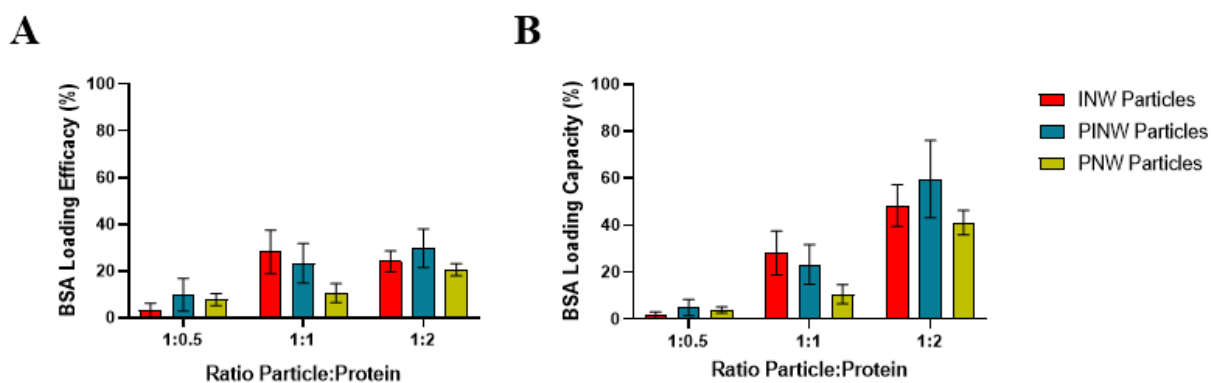 A
BSA Loading Efficacy (%)
100
80
60
40
20
0
1:0.5 1:1 1:2
Ratio Particle:Protein
B
BSA Loading Capacity (%)
100
80
60
40
20
0
1:0.5 1:1 1:2
Ratio Particle:Protein
INW Particles
PINW Particles
PNW Particles